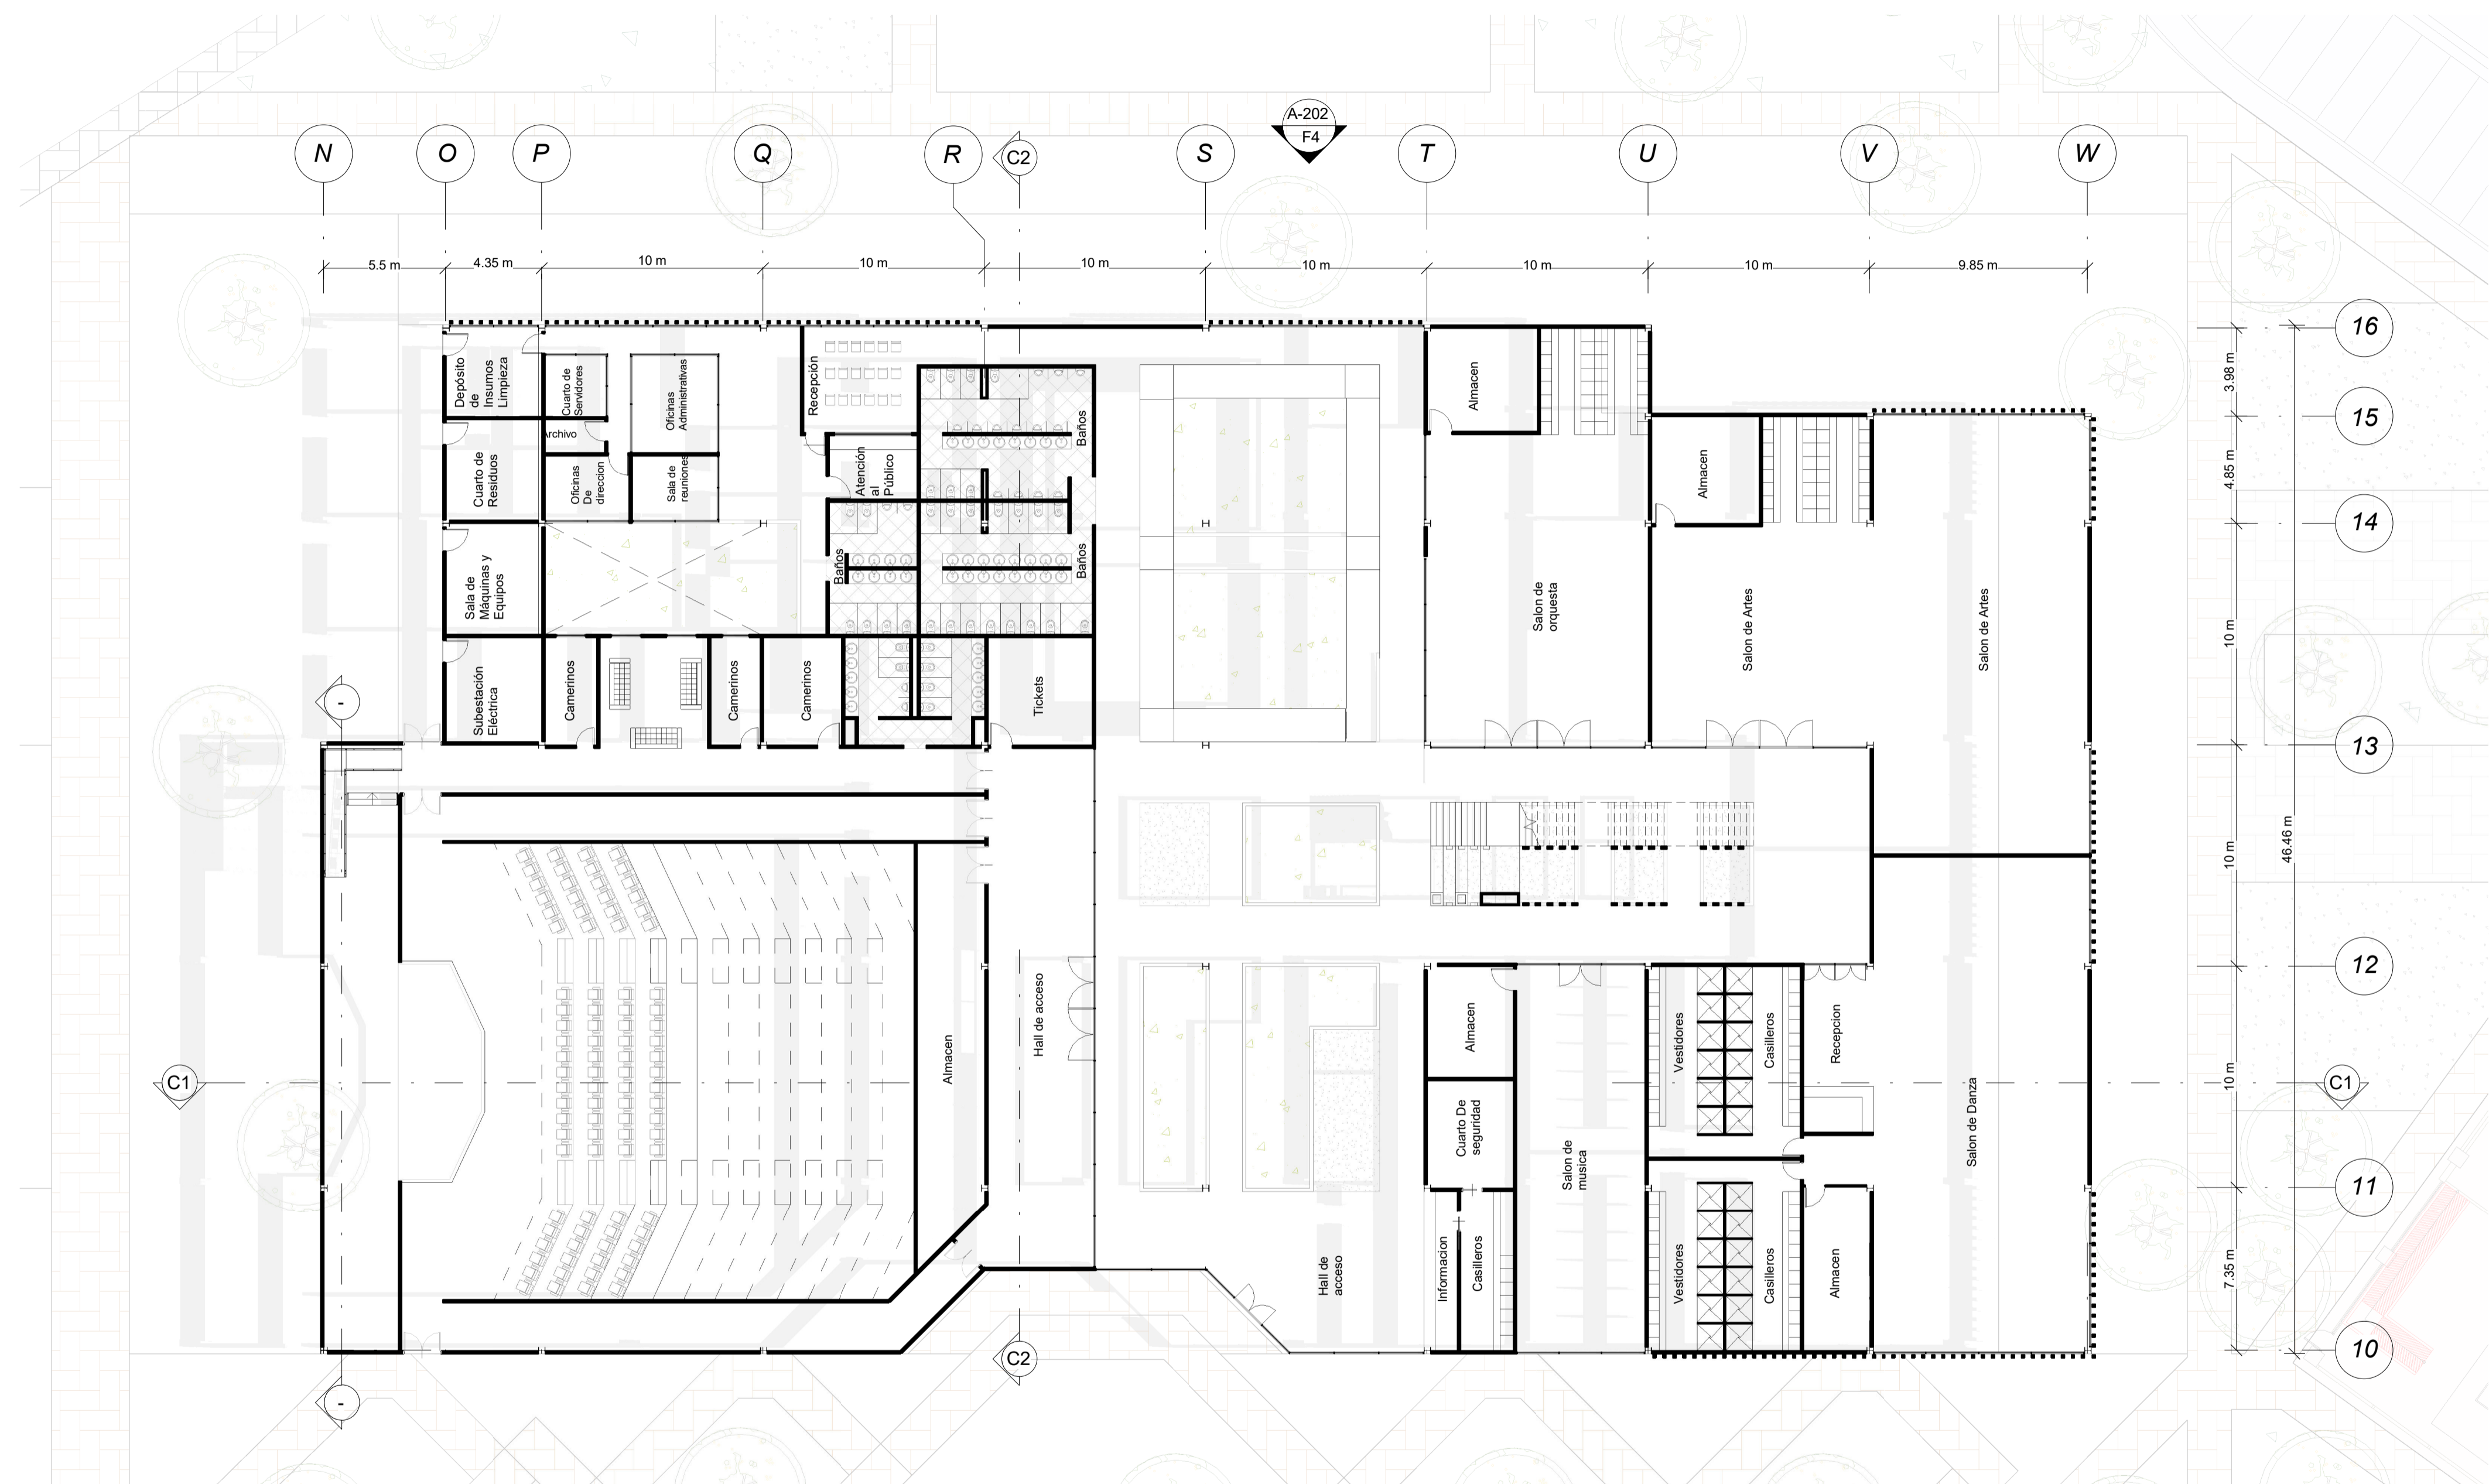 A-202
F4
N
O
P
Q
R
C2
S
T
U
V
W
5.5 m
4.35 m
10 m
10 m
10 m
10 m
10 m
10 m
9.85 m
16
15
14
13
12
11
10
3.98 m
4.85 m
10 m
10 m
10 m
7.35 m
46.46 m
Depósito
de
Insumos
Limpieza
Cuarto de
Servidores
Oficinas
Administrativas
Recepción
Baños
Almacen
Archivo
Cuarto de
Residuos
Oficinas
De
direccion
Sala de
reuniones
Atención
al
Público
Almacen
Sala de
Máquinas y
Equipos
Baños
Baños
Salon de
orquesta
Salon de Artes
Salon de Artes
Subestación
Eléctrica
Camerinos
Camerinos
Camerinos
Tickets
-
Almacen
Hall de acceso
Almacen
Vestidores
Casilleros
Recepcion
C1
C1
Cuarto De
seguridad
Salon de
musica
Salon de Danza
Hall de
acceso
Informacion
Casilleros
Vestidores
Casilleros
Almacen
C2
-